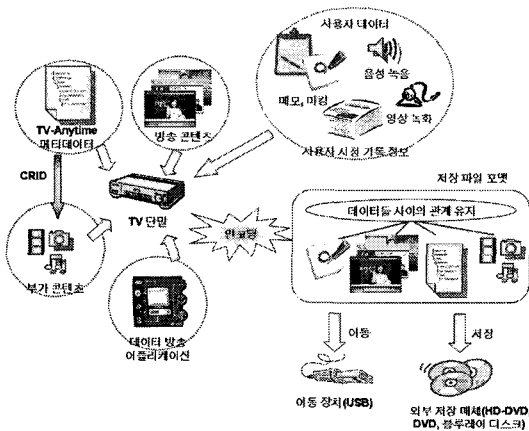 사용자 데이터
음성 녹음
메모, 마킹
영상 녹화
사용자 시청 기록 정보
TV-Anytime
메타데이터
방송 콘텐츠
CRID
TV 단말
부가 콘텐츠
데이터 방송
어플리케이션
인코딩
저장 파일 포맷
데이터들 사이의 관계 유지
이동
저장
이동 장치(USB)
외부 저장 매체(HD-DVD
DVD, 블루레이 디스크)